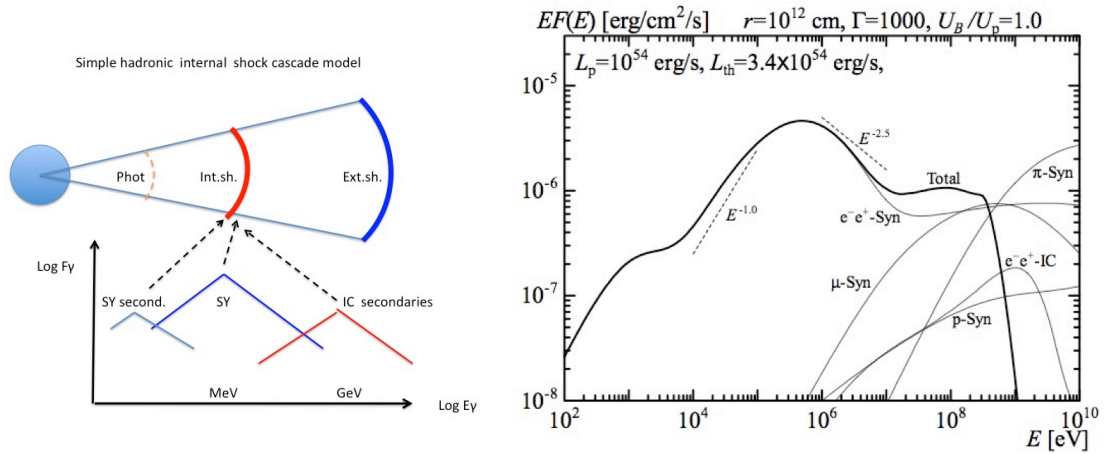 Simple hadronic internal shock cascade model
Phot
Int.sh.
Ext.sh.
Log Fγ
SY second.
SY
IC secondaries
MeV
GeV
Log Eγ
EF(E) [erg/cm²/s] r=10¹² cm, Γ=1000, U_B/U_p=1.0
L_p=10⁵⁴ erg/s, L_th=3.4×10⁵⁴ erg/s,
10⁻⁵
E⁻²·⁵
π-Syn
Total
10⁻⁶
E⁻¹·⁰
e⁻e⁺-Syn
e⁻e⁺-IC
μ-Syn
10⁻⁷
p-Syn
10⁻⁸
10² 10⁴ 10⁶ 10⁸ 10¹⁰
E [eV]